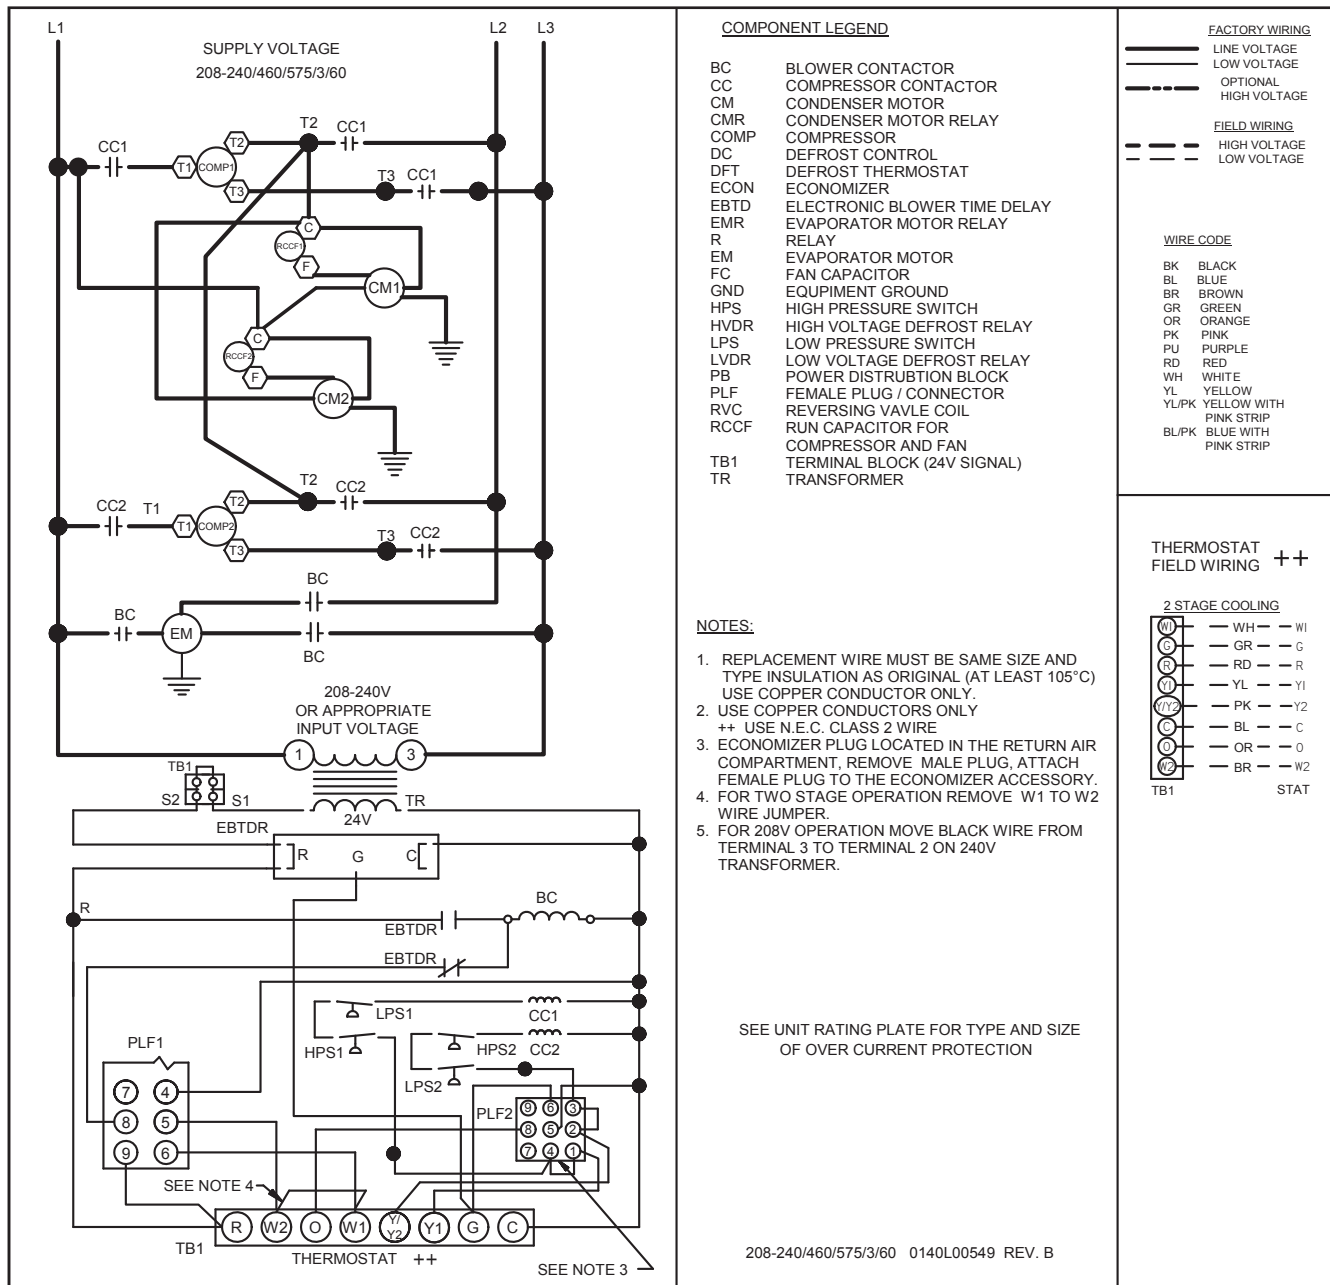 L1
L2
L3
SUPPLY VOLTAGE
208-240/460/575/3/60
T2
CC1
CC1
T2
T1
COMP1
T3
T3
CC1
C
RCCF1
F
CM1
C
RCCF2
F
CM2
T2
CC2
CC2
T1
T2
T1
COMP2
T3
T3
CC2
BC
BC
EM
BC
208-240V
OR APPROPRIATE
INPUT VOLTAGE
1
3
TB1
S2
S1
TR
24V
EBTDR
R
G
C
R
BC
EBTDR
EBTDR
LPS1
CC1
HPS1
HPS2
CC2
LPS2
PLF1
7
4
8
5
9
6
PLF2
9
6
3
8
5
2
7
4
1
SEE NOTE 4
R
W2
O
W1
Y/
Y2
Y1
G
C
TB1
THERMOSTAT ++
SEE NOTE 3
COMPONENT LEGEND
BC BLOWER CONTACTOR
CC COMPRESSOR CONTACTOR
CM CONDENSER MOTOR
CMR CONDENSER MOTOR RELAY
COMP COMPRESSOR
DC DEFROST CONTROL
DFT DEFROST THERMOSTAT
ECON ECONOMIZER
EBTD ELECTRONIC BLOWER TIME DELAY
EMR EVAPORATOR MOTOR RELAY
R RELAY
EM EVAPORATOR MOTOR
FC FAN CAPACITOR
GND EQUPIMENT GROUND
HPS HIGH PRESSURE SWITCH
HVDR HIGH VOLTAGE DEFROST RELAY
LPS LOW PRESSURE SWITCH
LVDR LOW VOLTAGE DEFROST RELAY
PB POWER DISTRUBTION BLOCK
PLF FEMALE PLUG / CONNECTOR
RVC REVERSING VAVLE COIL
RCCF RUN CAPACITOR FOR
COMPRESSOR AND FAN
TB1 TERMINAL BLOCK (24V SIGNAL)
TR TRANSFORMER
NOTES:
1. REPLACEMENT WIRE MUST BE SAME SIZE AND
TYPE INSULATION AS ORIGINAL (AT LEAST 105°C)
USE COPPER CONDUCTOR ONLY.
2. USE COPPER CONDUCTORS ONLY
++ USE N.E.C. CLASS 2 WIRE
3. ECONOMIZER PLUG LOCATED IN THE RETURN AIR
COMPARTMENT, REMOVE MALE PLUG, ATTACH
FEMALE PLUG TO THE ECONOMIZER ACCESSORY.
4. FOR TWO STAGE OPERATION REMOVE W1 TO W2
WIRE JUMPER.
5. FOR 208V OPERATION MOVE BLACK WIRE FROM
TERMINAL 3 TO TERMINAL 2 ON 240V
TRANSFORMER.
SEE UNIT RATING PLATE FOR TYPE AND SIZE
OF OVER CURRENT PROTECTION
208-240/460/575/3/60 0140L00549 REV. B
FACTORY WIRING
LINE VOLTAGE
LOW VOLTAGE
OPTIONAL
HIGH VOLTAGE
FIELD WIRING
HIGH VOLTAGE
LOW VOLTAGE
WIRE CODE
BK BLACK
BL BLUE
BR BROWN
GR GREEN
OR ORANGE
PK PINK
PU PURPLE
RD RED
WH WHITE
YL YELLOW
YL/PK YELLOW WITH
PINK STRIP
BL/PK BLUE WITH
PINK STRIP
THERMOSTAT
FIELD WIRING ++
2 STAGE COOLING
W1 WH W1
G GR G
R RD R
Y1 YL Y1
Y/Y2 PK Y2
C BL C
O OR O
W2 BR W2
TB1 STAT